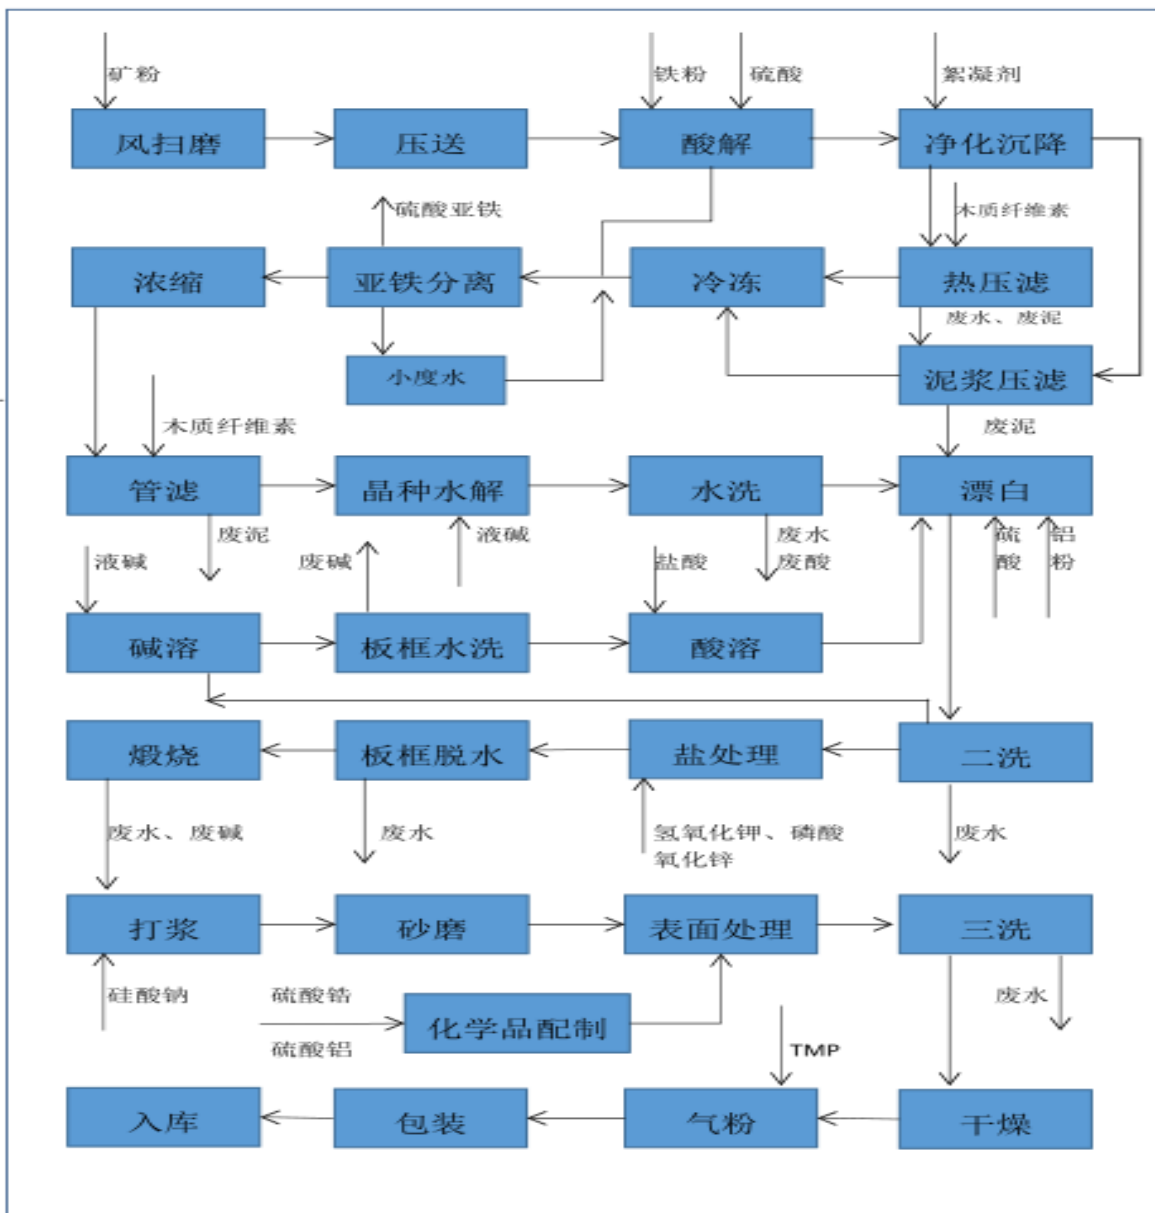 矿粉
铁粉
硫酸
絮凝剂
风扫磨
压送
酸解
净化沉降
硫酸亚铁
木质纤维素
浓缩
亚铁分离
冷冻
热压滤
废水、废泥
小度水
泥浆压滤
木质纤维素
废泥
管滤
晶种水解
水洗
漂白
废泥
液碱
废水
硫酸
铝粉
液碱
废碱
盐酸
废酸
碱溶
板框水洗
酸溶
煅烧
板框脱水
盐处理
二洗
废水、废碱
废水
氢氧化钾、磷酸
氧化锌
废水
打浆
砂磨
表面处理
三洗
硅酸钠
硫酸锆
废水
化学品配制
硫酸铝
TMP
入库
包装
气粉
干燥